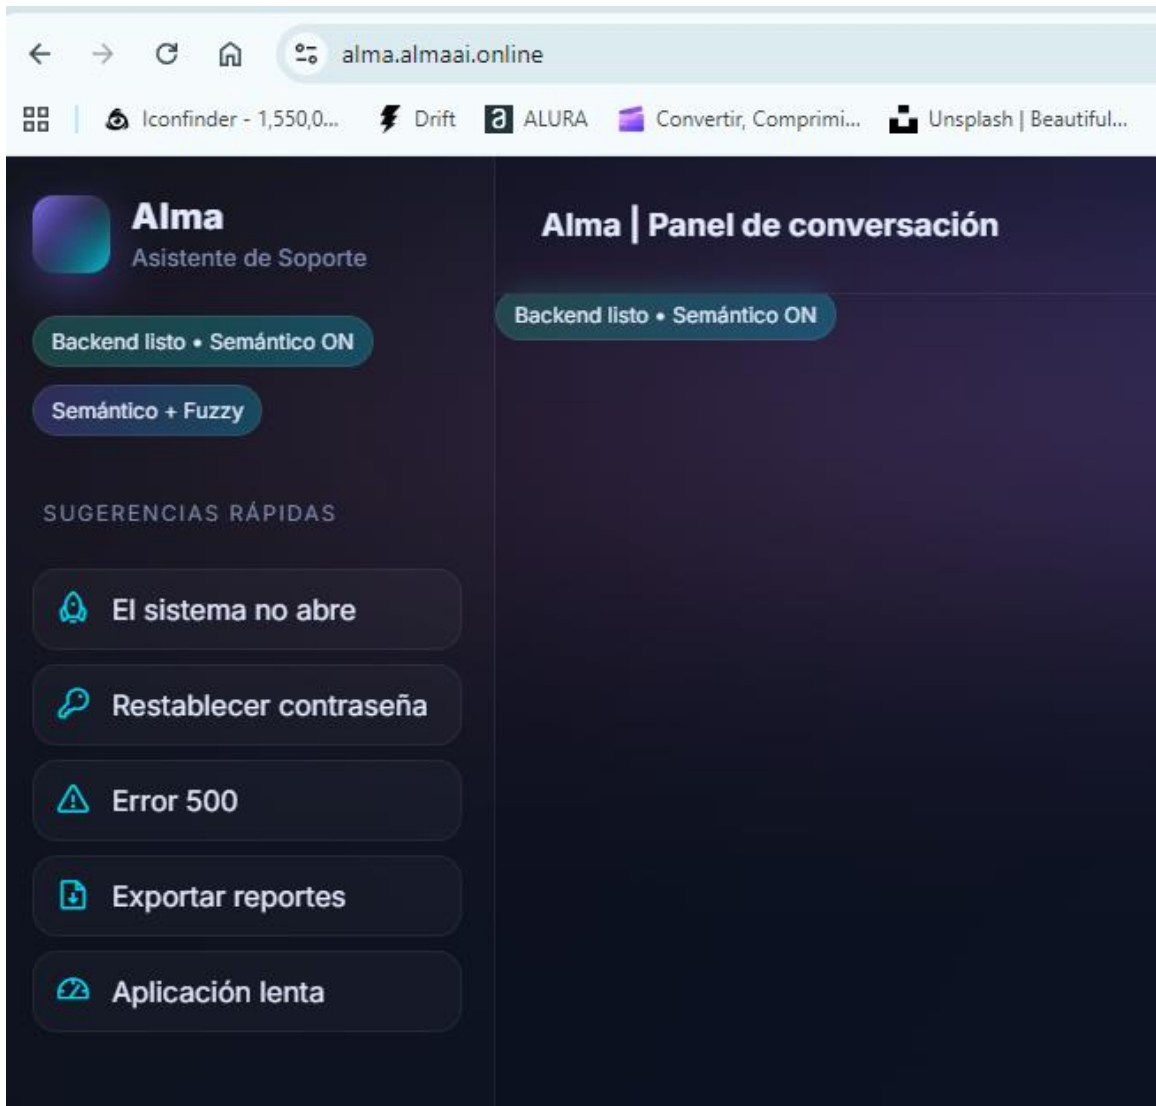 alma.almaai.online
Iconfinder - 1,550,0...
Drift
ALURA
Convertir, Comprimi...
Unsplash | Beautiful...
Alma
Asistente de Soporte
Backend listo • Semántico ON
Semántico + Fuzzy
SUGERENCIAS RÁPIDAS
El sistema no abre
Restablecer contraseña
Error 500
Exportar reportes
Aplicación lenta
Alma | Panel de conversación
Backend listo • Semántico ON